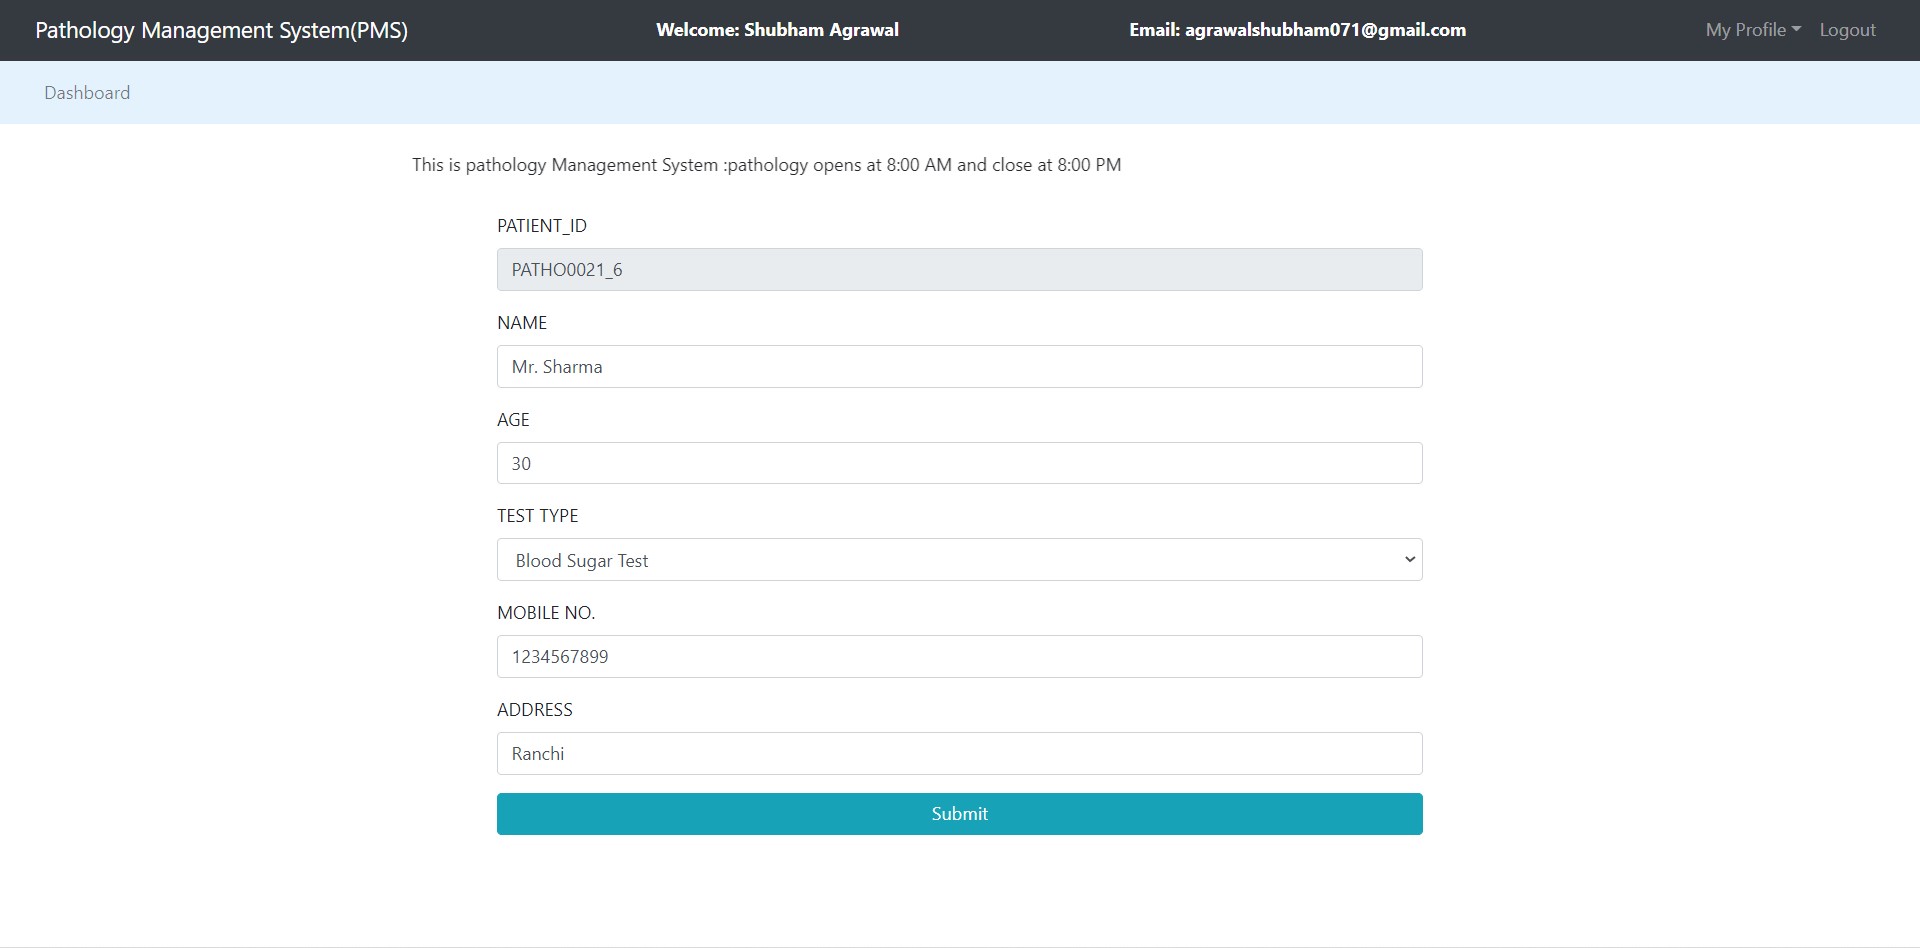 Pathology Management System(PMS) Welcome: Shubham Agrawal Email: agrawalshubham071@gmail.com My Profile Logout
Dashboard
This is pathology Management System :pathology opens at 8:00 AM and close at 8:00 PM
PATIENT_ID
PATHO0021_6
NAME
Mr. Sharma
AGE
30
TEST TYPE
Blood Sugar Test
MOBILE NO.
1234567899
ADDRESS
Ranchi
Submit